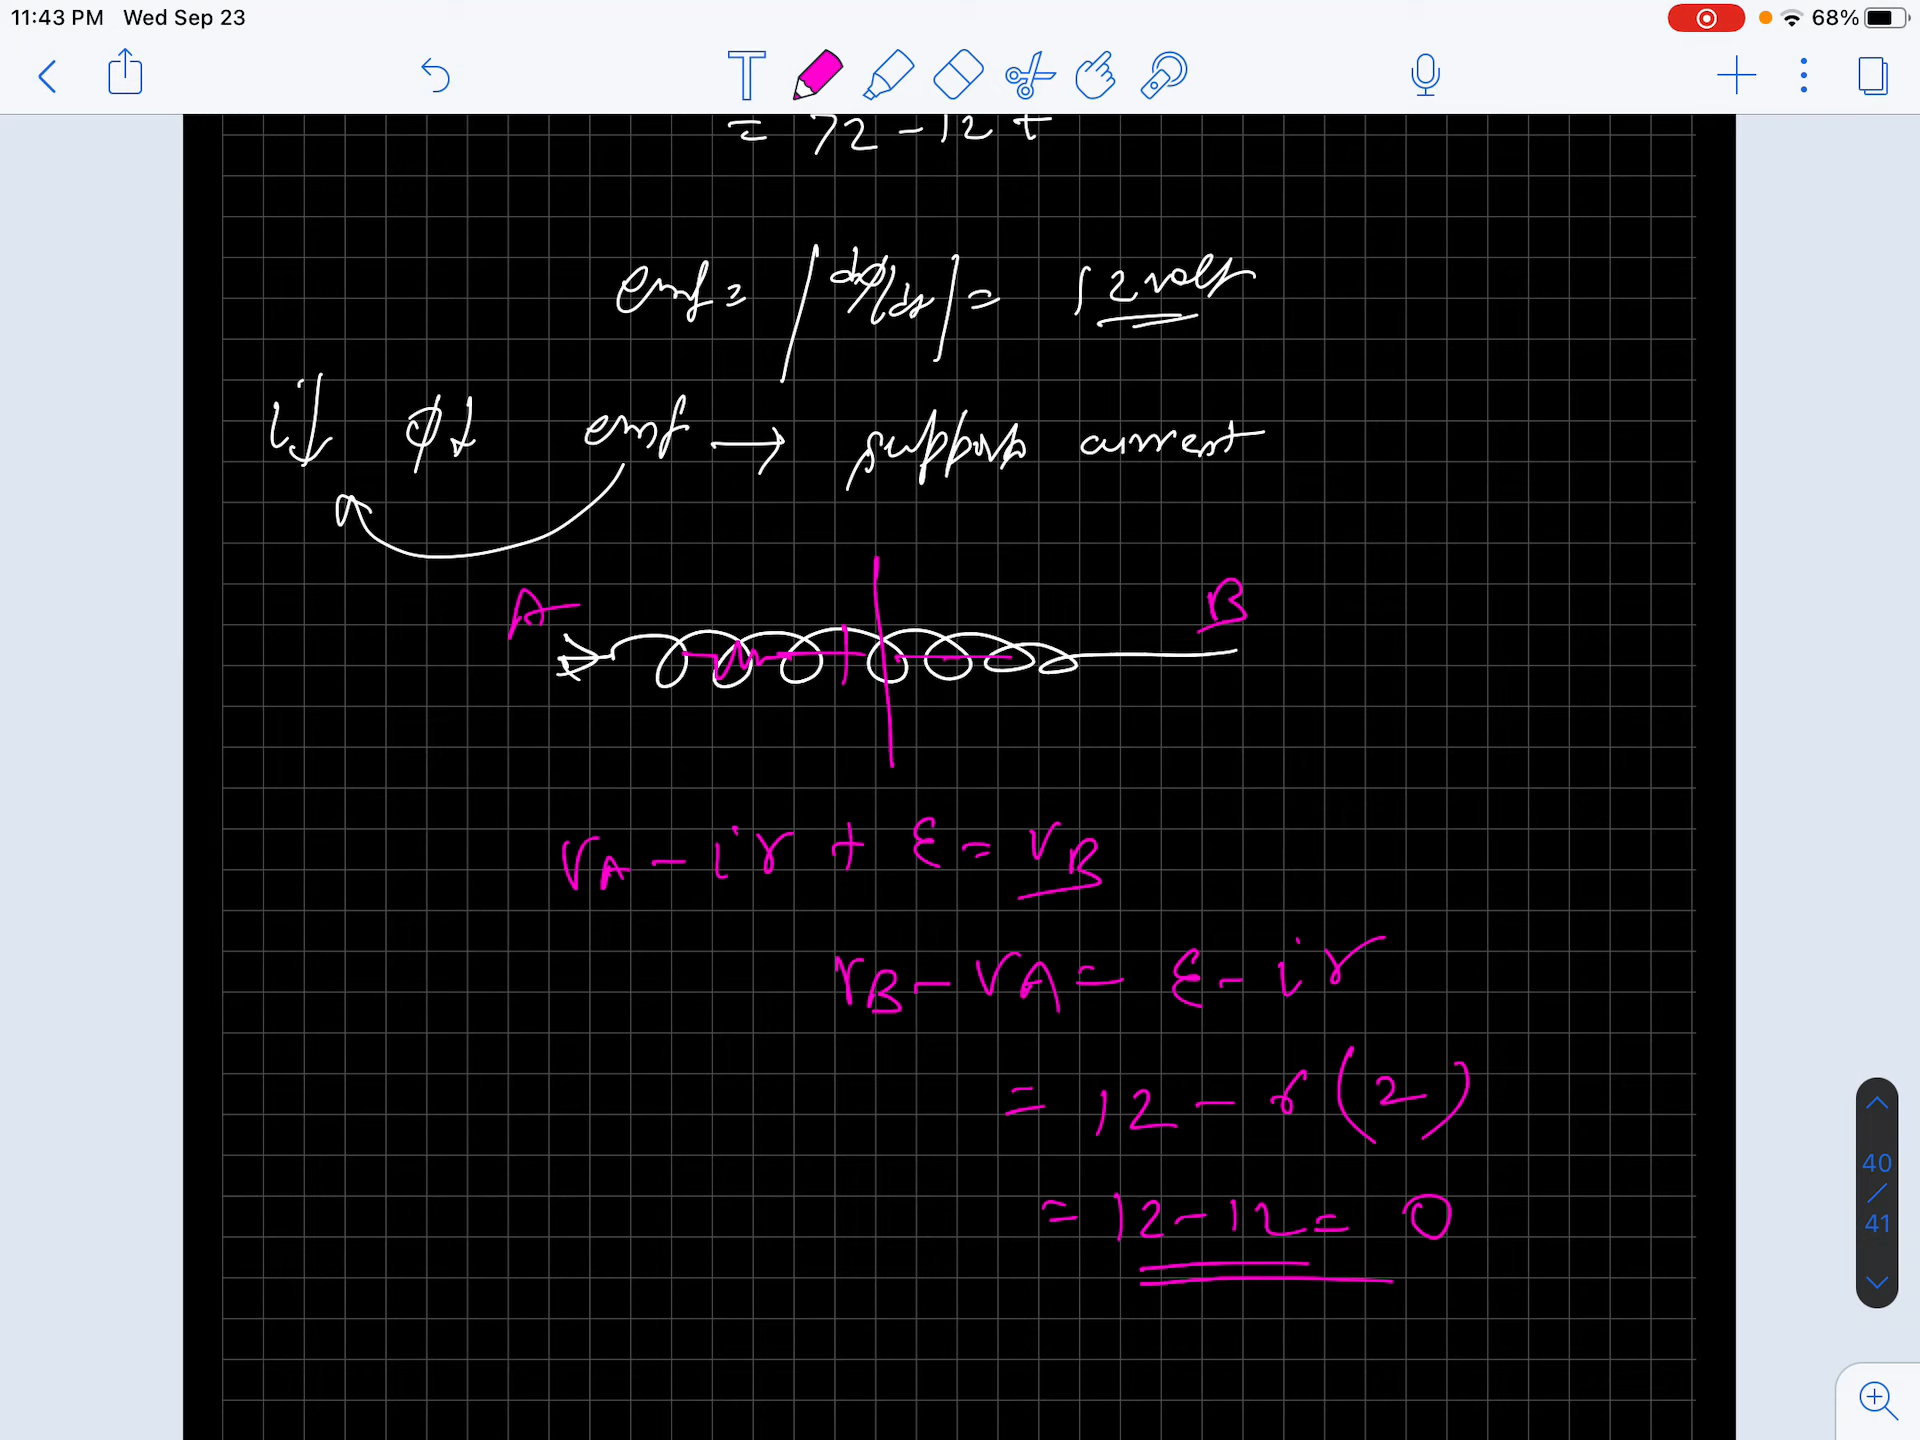 11:43 PM Wed Sep 23
68%
T
= 72 - 12 t
emf = |dφ/dt| = 12 volt
i↓ φ↓ emf → supports current
A B
VA - ir + ε = VB
VB - VA = ε - ir
= 12 - r(2)
= 12 - 12 = 0
40
/
41